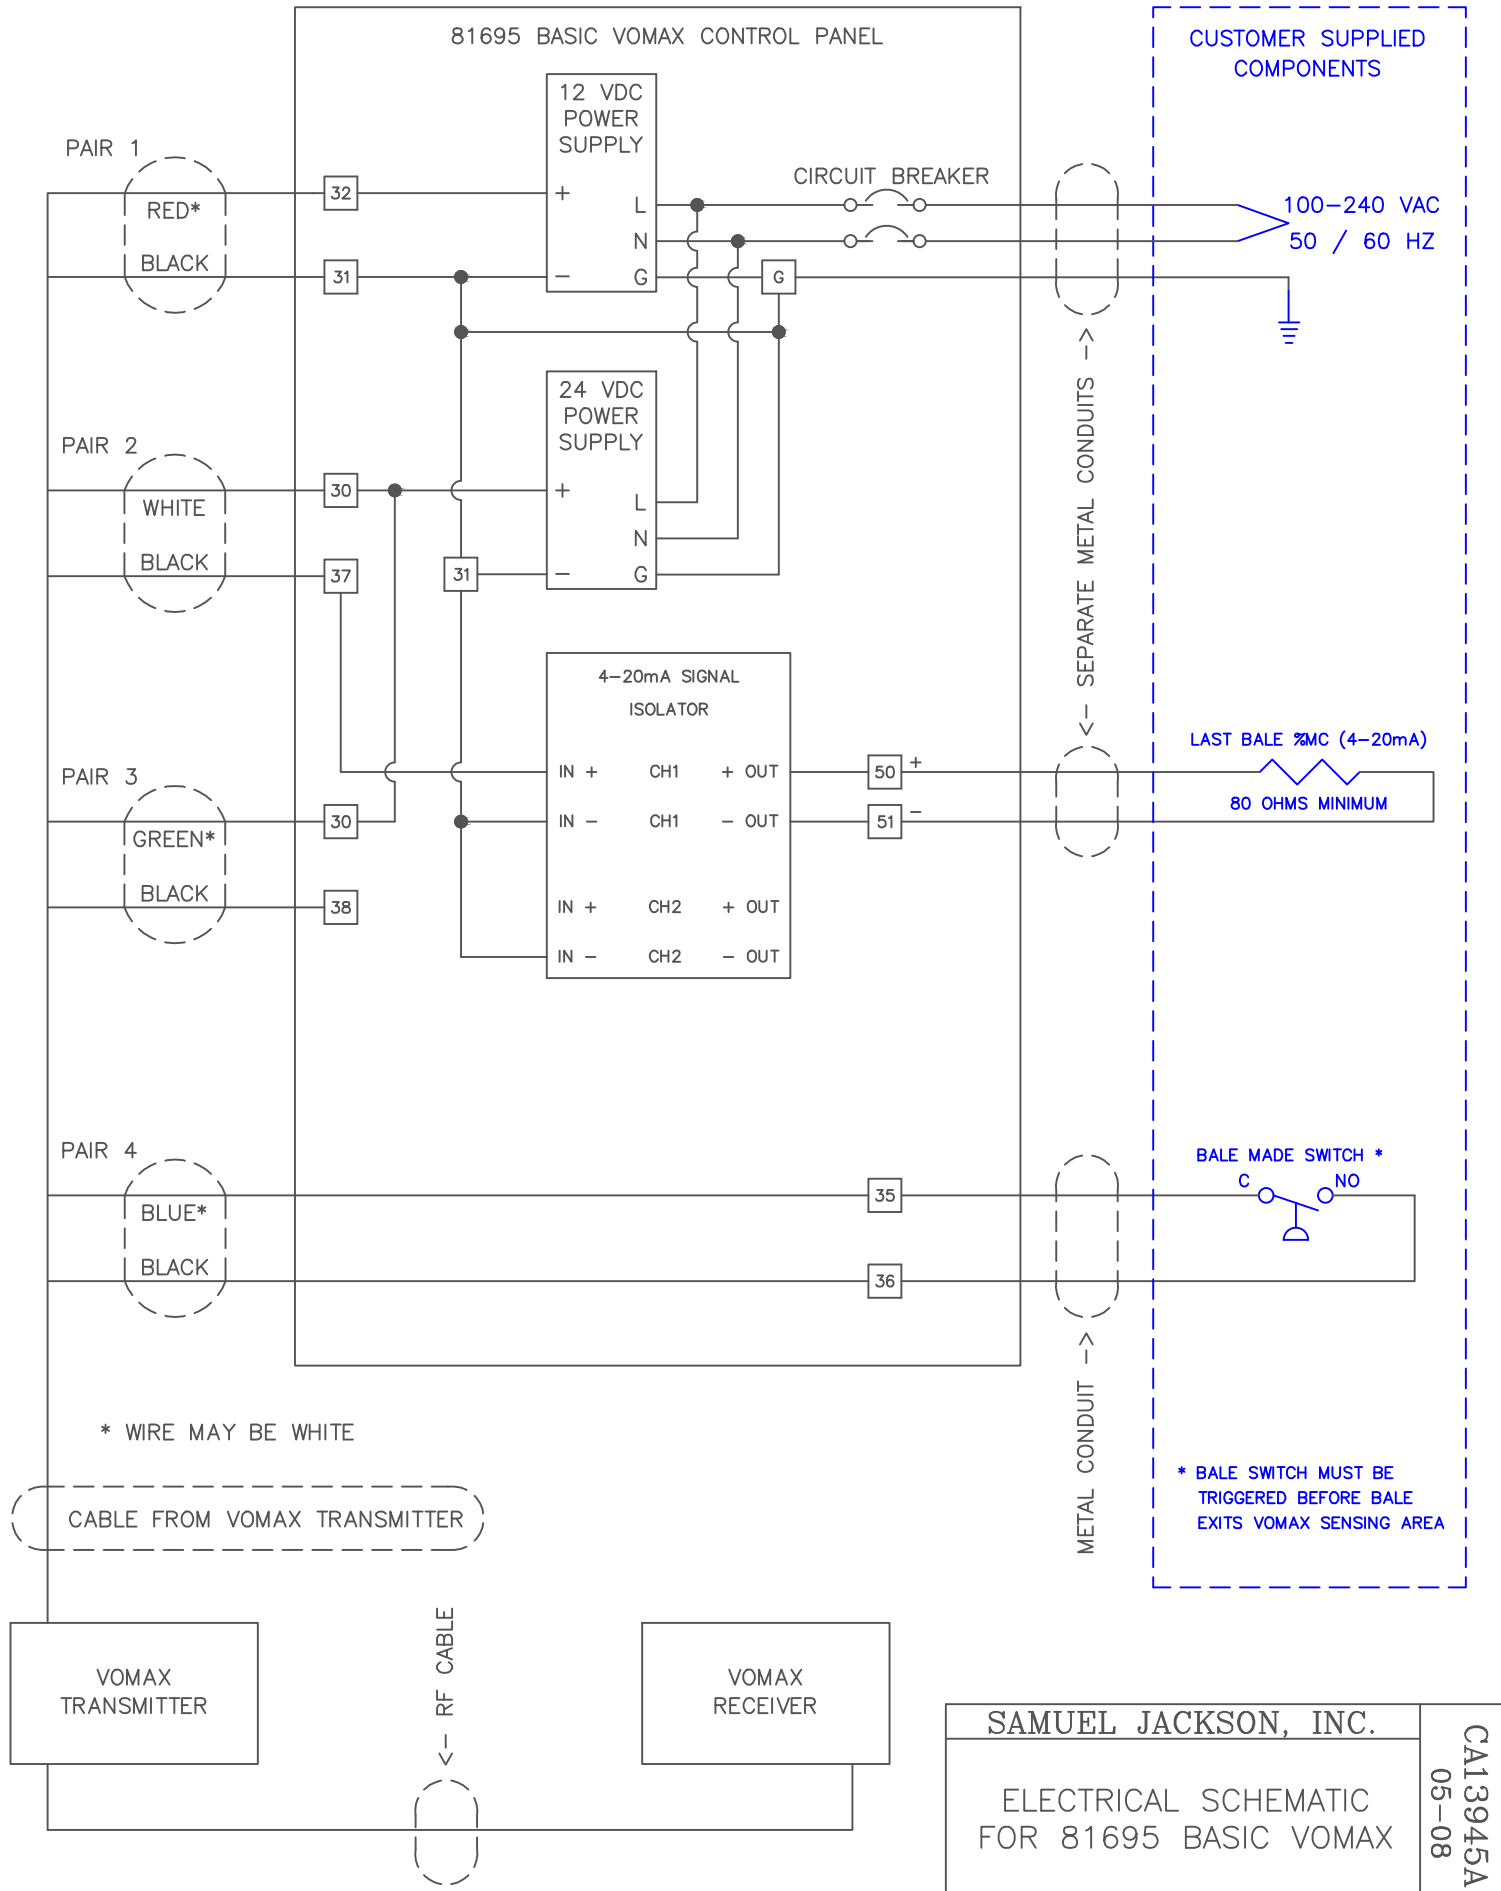 81695 BASIC VOMAX CONTROL PANEL
CUSTOMER SUPPLIED
COMPONENTS
12 VDC
POWER
SUPPLY
+
L
N
−
G
CIRCUIT BREAKER
G
100−240 VAC
50 / 60 HZ
PAIR 1
RED*
BLACK
32
31
24 VDC
POWER
SUPPLY
+
L
N
−
G
PAIR 2
WHITE
BLACK
30
37
31
<− SEPARATE METAL CONDUITS −>
4−20mA SIGNAL
ISOLATOR
IN + CH1 + OUT
IN − CH1 − OUT
IN + CH2 + OUT
IN − CH2 − OUT
50 +
51 −
LAST BALE %MC (4−20mA)
80 OHMS MINIMUM
PAIR 3
GREEN*
BLACK
30
38
PAIR 4
BLUE*
BLACK
35
36
BALE MADE SWITCH *
C NO
METAL CONDUIT −>
* WIRE MAY BE WHITE
* BALE SWITCH MUST BE
TRIGGERED BEFORE BALE
EXITS VOMAX SENSING AREA
CABLE FROM VOMAX TRANSMITTER
VOMAX
TRANSMITTER
<− RF CABLE
VOMAX
RECEIVER
SAMUEL JACKSON, INC.
ELECTRICAL SCHEMATIC
FOR 81695 BASIC VOMAX
CA13945A
05−08